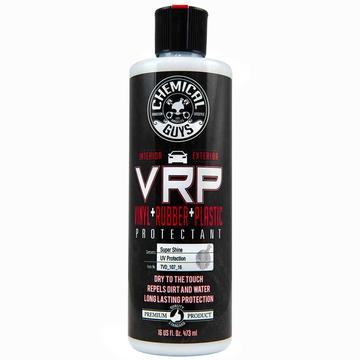 CHEMICAL
GUYS
INTERIOR EXTERIOR
VRP
VINYL+RUBBER+PLASTIC
PROTECTANT
Super Shine
UV Protection
TVD_107_16
DRY TO THE TOUCH
REPELS DIRT AND WATER
LONG LASTING PROTECTION
PREMIUM PRODUCT
16 US fl. Oz. 473 ml